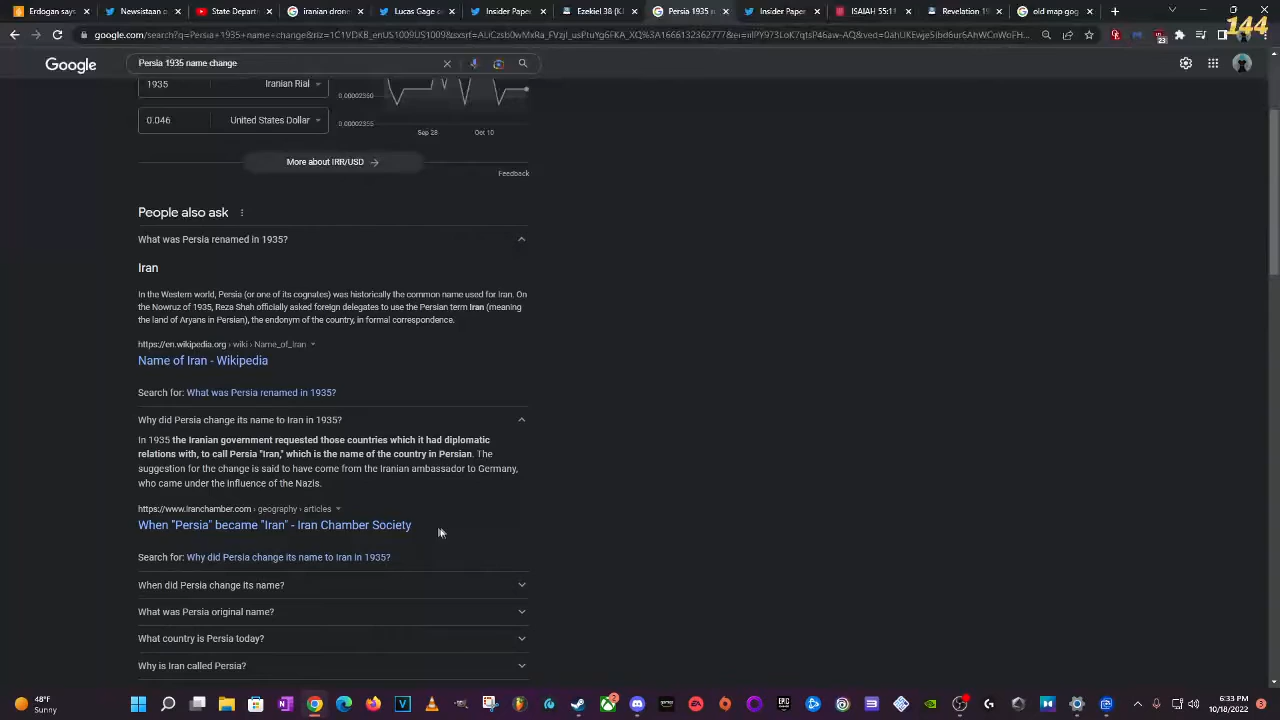 Erdogan says
Newsistan
State Depart
iranian drone
Lucas Gage
Insider Paper
Ezekiel 38
Persia 1935
Insider Paper
ISAIAH 55:1
Revelation 19
old map gog
144
Google
Persia 1935 name change
1935 Iranian Rial
0.00002350
0.046 United States Dollar
0.00002355
Sep 28 Oct 10
More about IRR/USD
Feedback
People also ask
What was Persia renamed in 1935?
Iran
In the Western world, Persia (or one of its cognates) was historically the common name used for Iran. On
the Nowruz of 1935, Reza Shah officially asked foreign delegates to use the Persian term Iran (meaning
the land of Aryans in Persian), the endonym of the country, in formal correspondence.
https://en.wikipedia.org › wiki › Name_of_Iran
Name of Iran - Wikipedia
Search for: What was Persia renamed in 1935?
Why did Persia change its name to Iran in 1935?
In 1935 the Iranian government requested those countries which it had diplomatic
relations with, to call Persia "Iran," which is the name of the country in Persian. The
suggestion for the change is said to have come from the Iranian ambassador to Germany,
who came under the influence of the Nazis.
https://www.iranchamber.com › geography › articles
When "Persia" became "Iran" - Iran Chamber Society
Search for: Why did Persia change its name to Iran in 1935?
When did Persia change its name?
What was Persia original name?
What country is Persia today?
Why is Iran called Persia?
48°F
Sunny
6:33 PM
10/18/2022